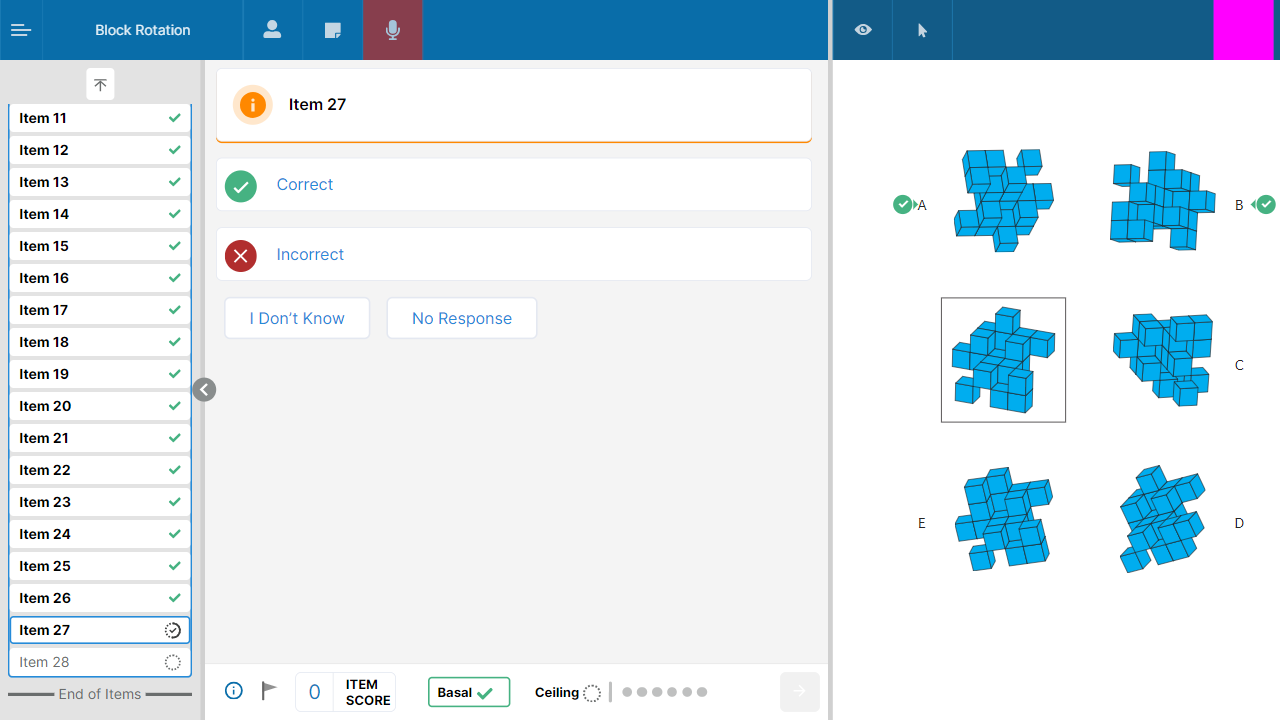 Block Rotation
Item 11
Item 12
Item 13
Item 14
Item 15
Item 16
Item 17
Item 18
Item 19
Item 20
Item 21
Item 22
Item 23
Item 24
Item 25
Item 26
Item 27
Item 28
End of Items
Item 27
Correct
Incorrect
I Don’t Know
No Response
0
ITEM
SCORE
Basal
Ceiling
A
B
C
E
D